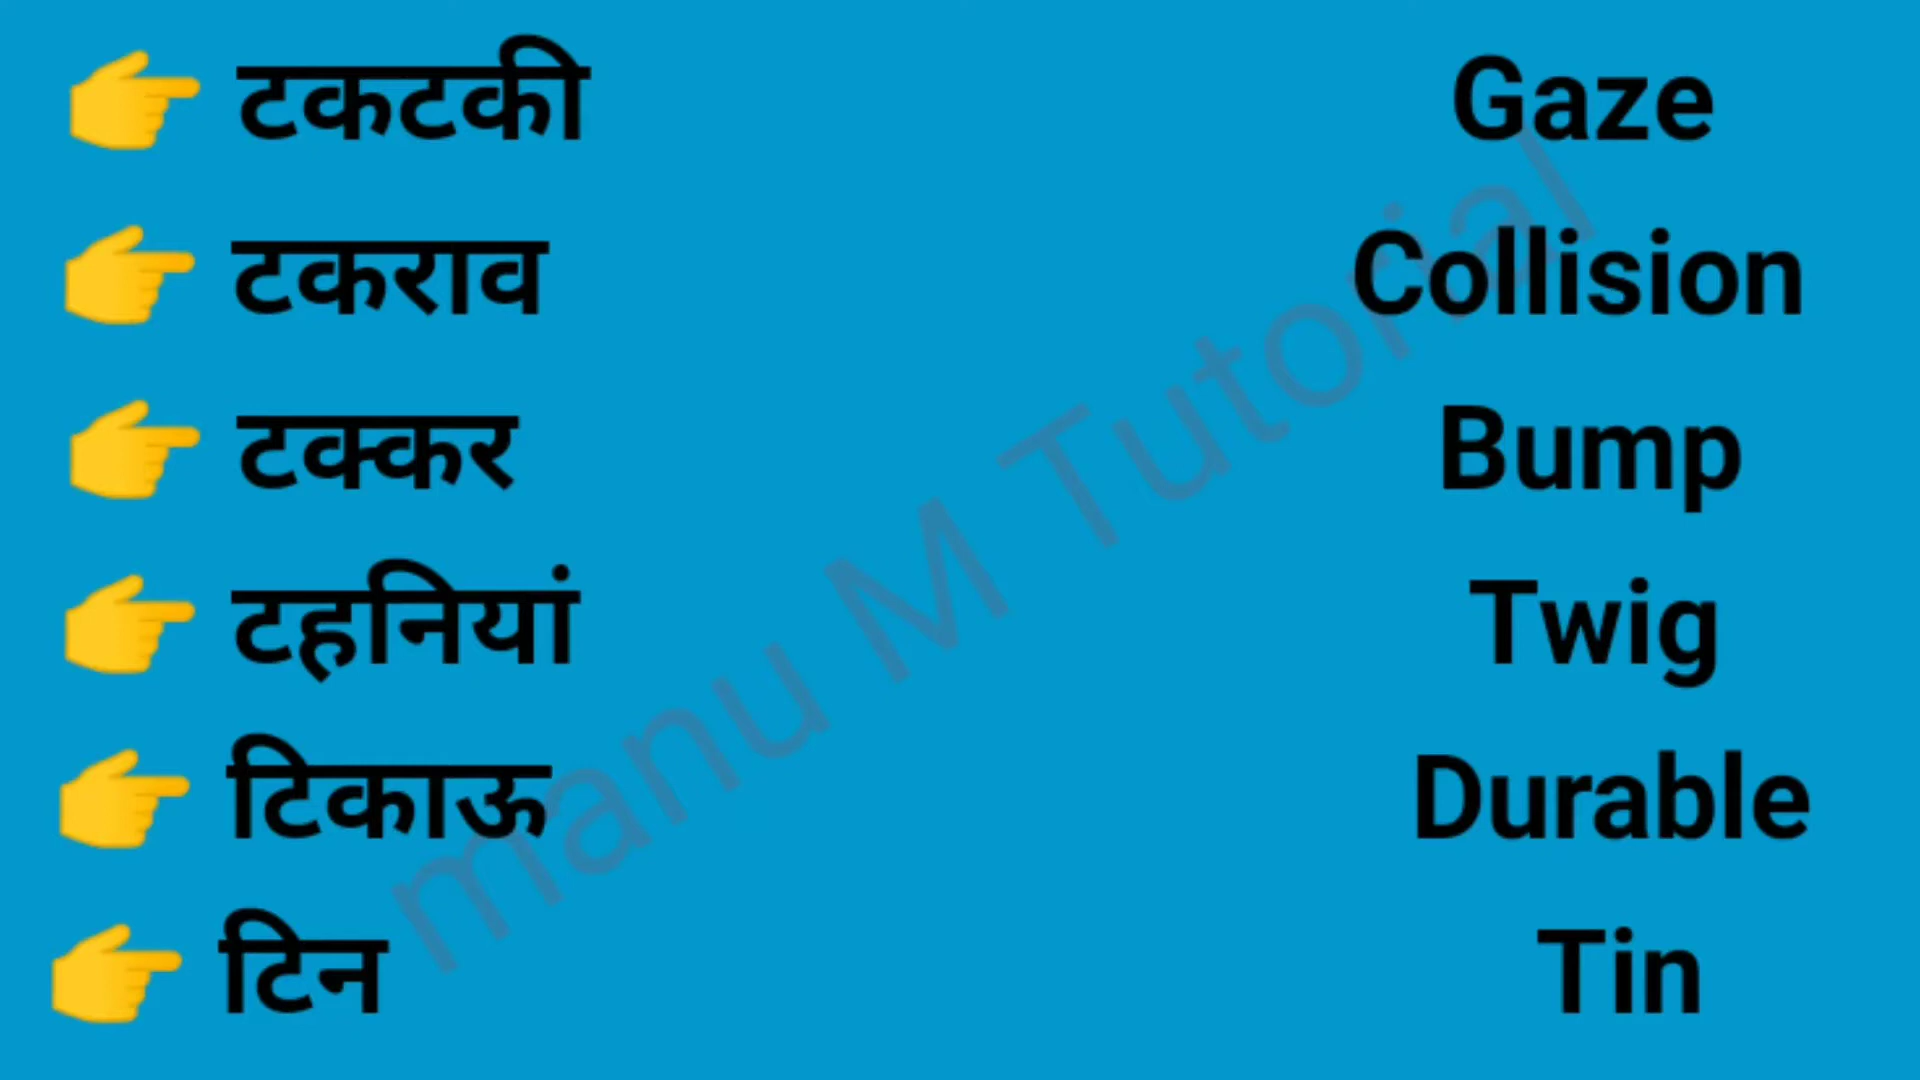 👉 टकटकी Gaze
👉 टकराव Collision
👉 टक्कर Bump
👉 टहनियां Twig
👉 टिकाऊ Durable
👉 टिन Tin
manu M Tutorial